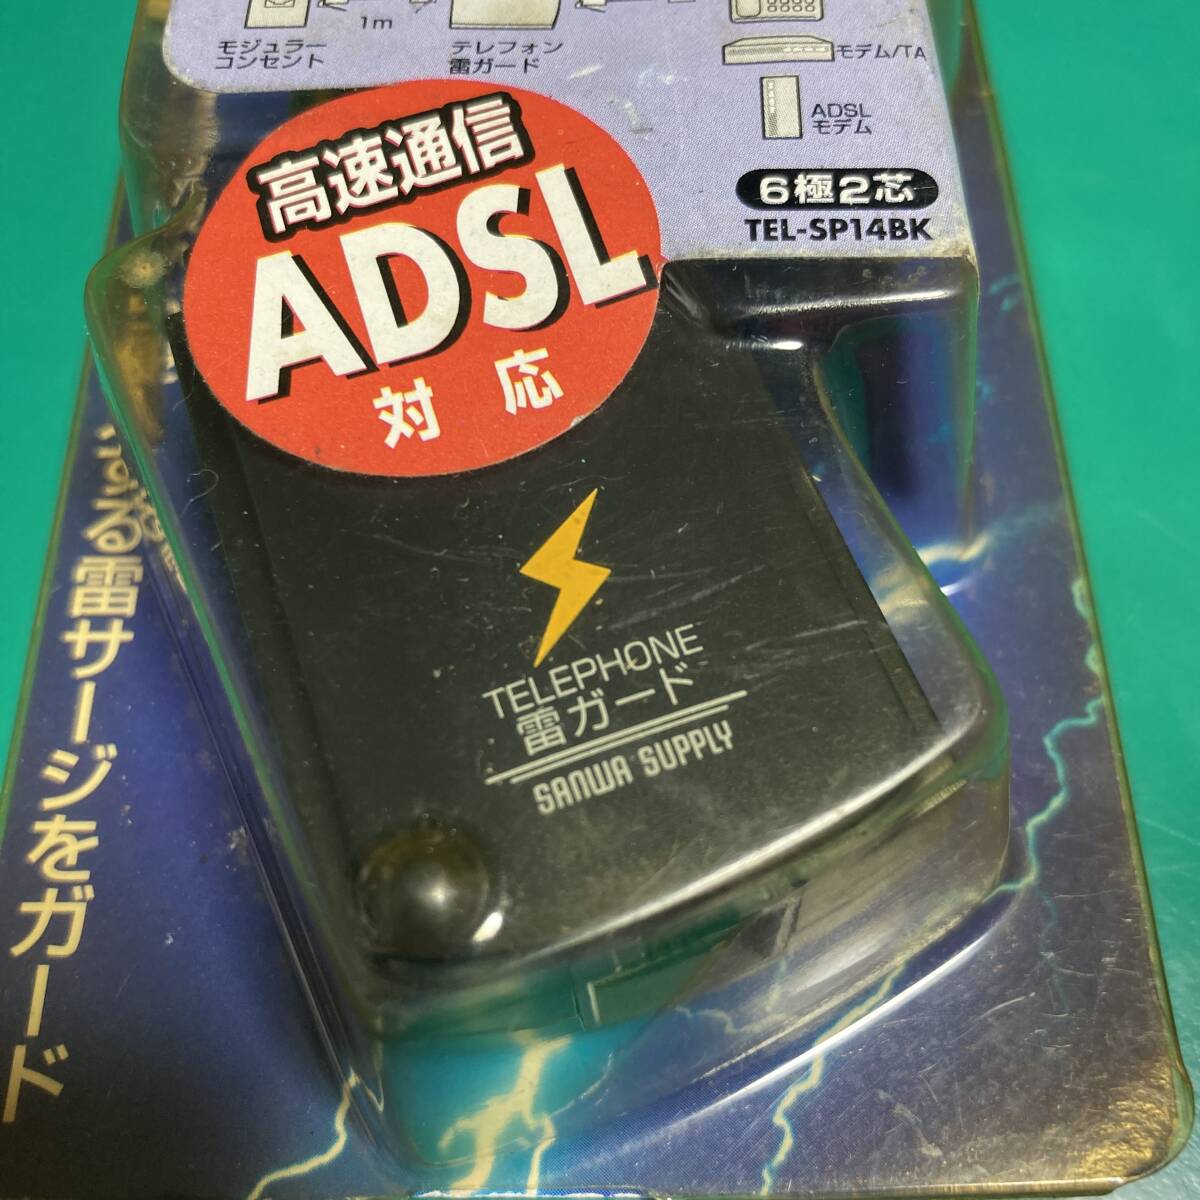 1m
モジュラー
コンセント
テレフォン
雷ガード
モデム/TA
ADSL
モデム
6極2芯
TEL-SP14BK
高速通信
ADSL
対応
TELEPHONE
雷ガード
SANWA SUPPLY
する雷サージをガード